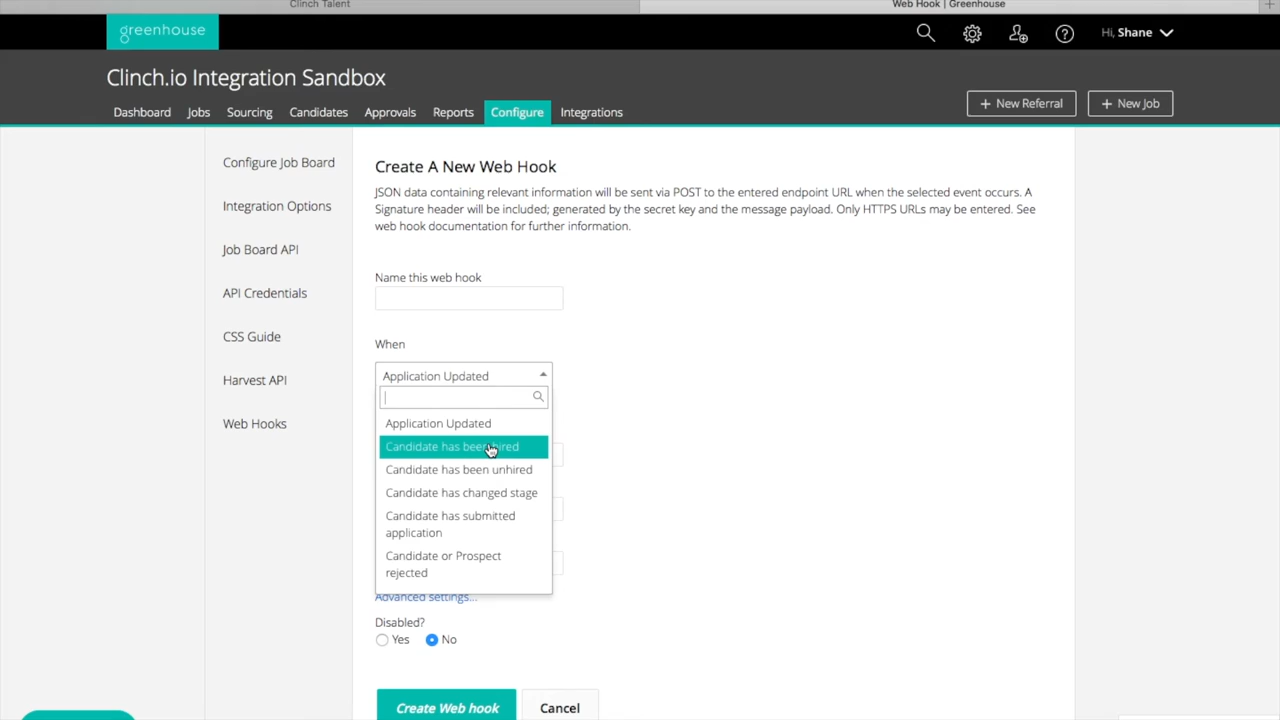 Clinch Talent
Web Hook | Greenhouse
+
greenhouse
Hi, Shane
Clinch.io Integration Sandbox
Dashboard Jobs Sourcing Candidates Approvals Reports Configure Integrations
+ New Referral
+ New Job
Configure Job Board
Integration Options
Job Board API
API Credentials
CSS Guide
Harvest API
Web Hooks
Create A New Web Hook
JSON data containing relevant information will be sent via POST to the entered endpoint URL when the selected event occurs. A
Signature header will be included; generated by the secret key and the message payload. Only HTTPS URLs may be entered. See
web hook documentation for further information.
Name this web hook
When
Application Updated
Application Updated
Candidate has been hired
Candidate has been unhired
Candidate has changed stage
Candidate has submitted
application
Candidate or Prospect
rejected
Advanced settings...
Disabled?
Yes No
Create Web hook
Cancel